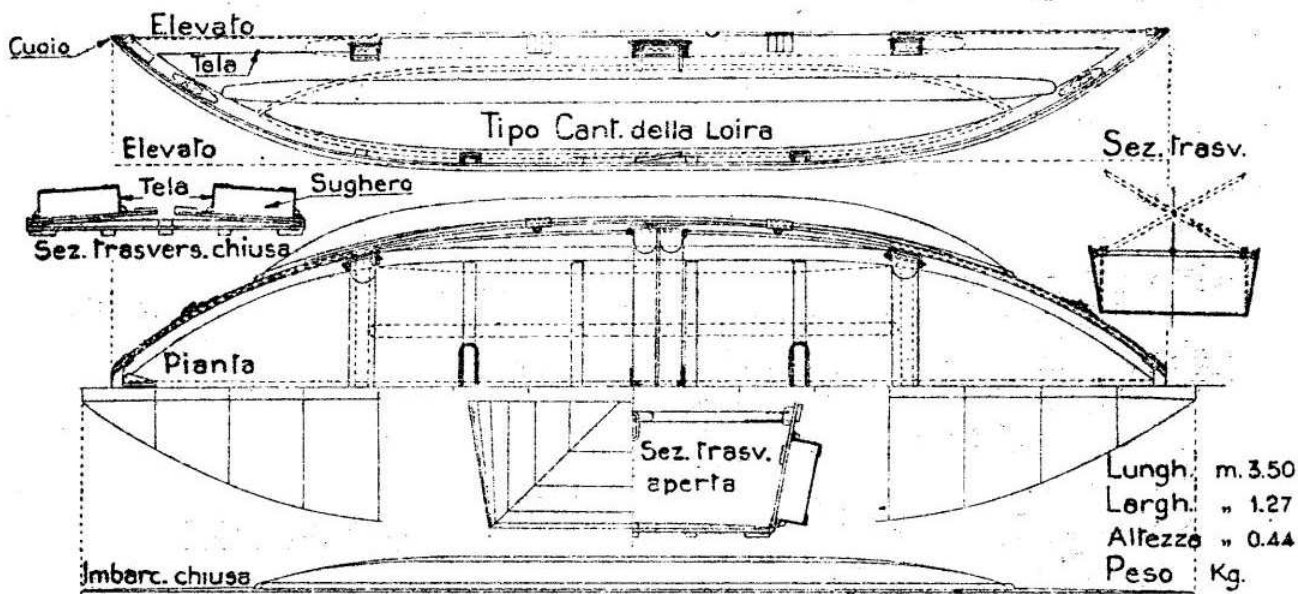 Elevato
Cuoio
Tela
Tipo Cant. della Loira
Elevato
Sez. trasv.
Tela
Sughero
Sez. trasvers. chiusa
Pianta
Sez. trasv.
aperta
Lungh. m. 3.50
Largh. „ 1.27
Altezza „ 0.44
Peso Kg.
Imbarc. chiusa